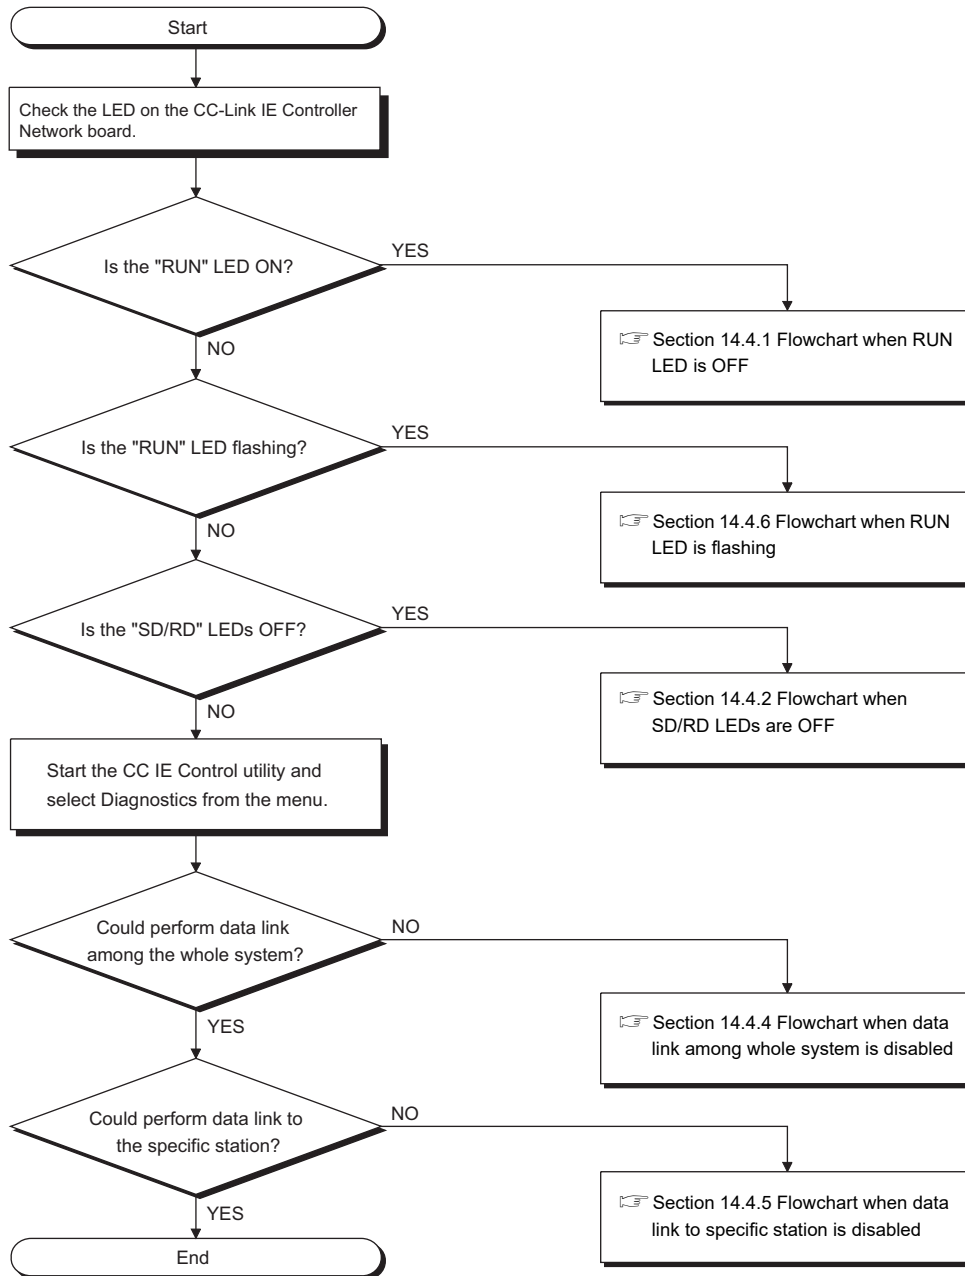 Start
Check the LED on the CC-Link IE Controller
Network board.
Is the "RUN" LED ON?
YES
☞ Section 14.4.1 Flowchart when RUN
LED is OFF
NO
Is the "RUN" LED flashing?
YES
☞ Section 14.4.6 Flowchart when RUN
LED is flashing
NO
Is the "SD/RD" LEDs OFF?
YES
☞ Section 14.4.2 Flowchart when
SD/RD LEDs are OFF
NO
Start the CC IE Control utility and
select Diagnostics from the menu.
Could perform data link
among the whole system?
NO
☞ Section 14.4.4 Flowchart when data
link among whole system is disabled
YES
Could perform data link to
the specific station?
NO
☞ Section 14.4.5 Flowchart when data
link to specific station is disabled
YES
End